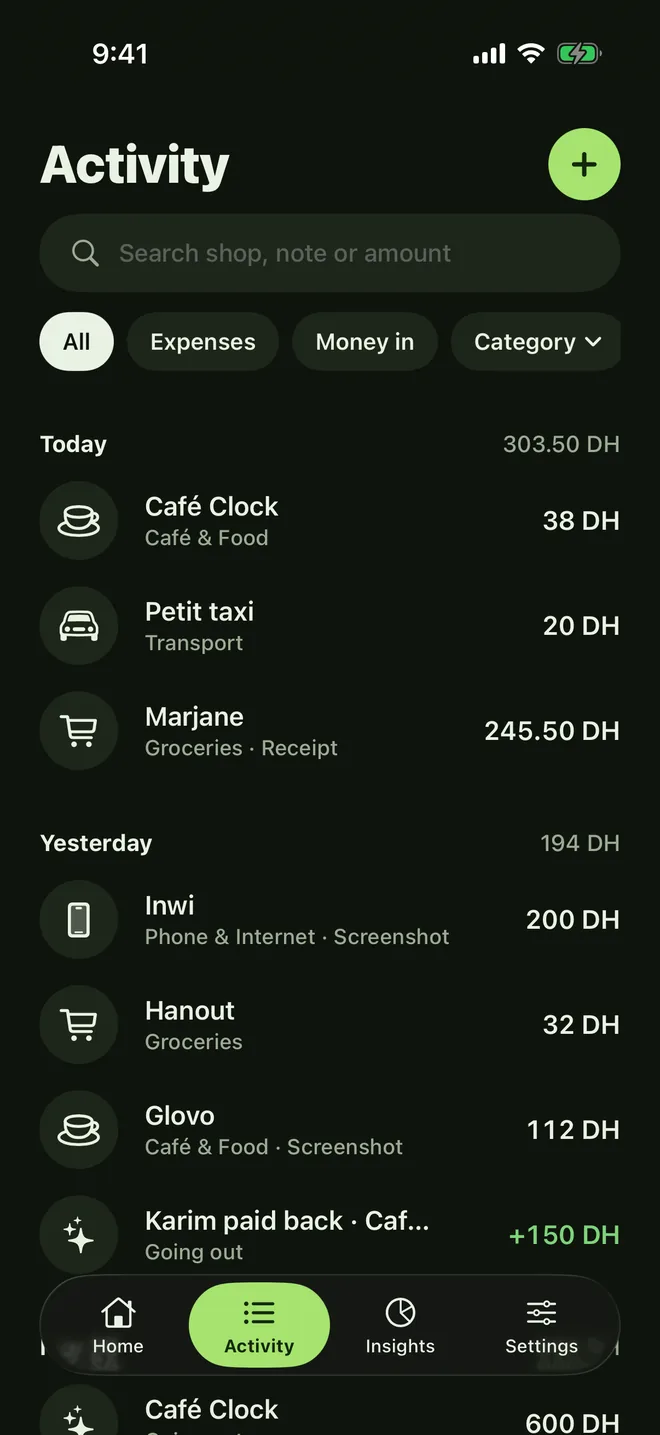 9:41
Activity
Search shop, note or amount
All Expenses Money in Category
Today 303.50 DH
Café Clock 38 DH
Café & Food
Petit taxi 20 DH
Transport
Marjane 245.50 DH
Groceries · Receipt
Yesterday 194 DH
Inwi 200 DH
Phone & Internet · Screenshot
Hanout 32 DH
Groceries
Glovo 112 DH
Café & Food · Screenshot
Karim paid back · Caf... +150 DH
Going out
Home Activity Insights Settings
Café Clock 600 DH